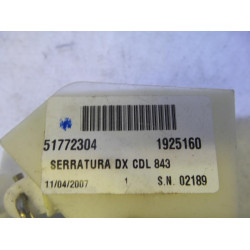 51772304 1925160
SERRATURA DX CDL 843
11/04/2007 1 S.N. 02189